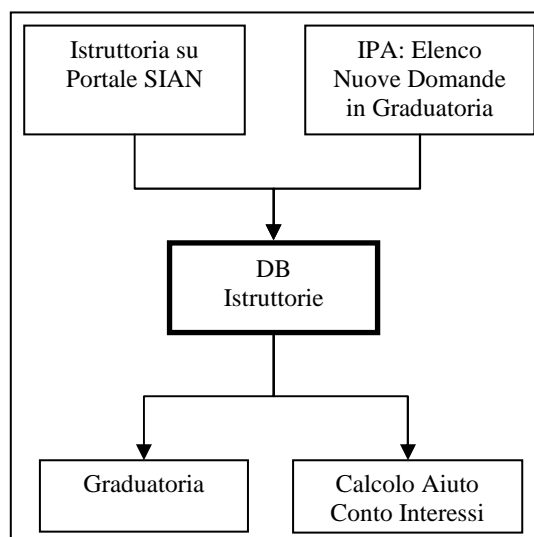 Istruttoria su
Portale SIAN
IPA: Elenco
Nuove Domande
in Graduatoria
DB
Istruttorie
Graduatoria
Calcolo Aiuto
Conto Interessi